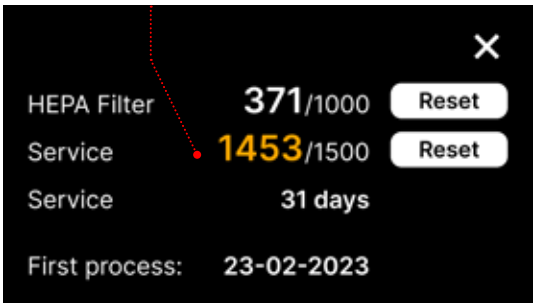 HEPA Filter 371/1000 Reset
Service 1453/1500 Reset
Service 31 days
First process: 23-02-2023